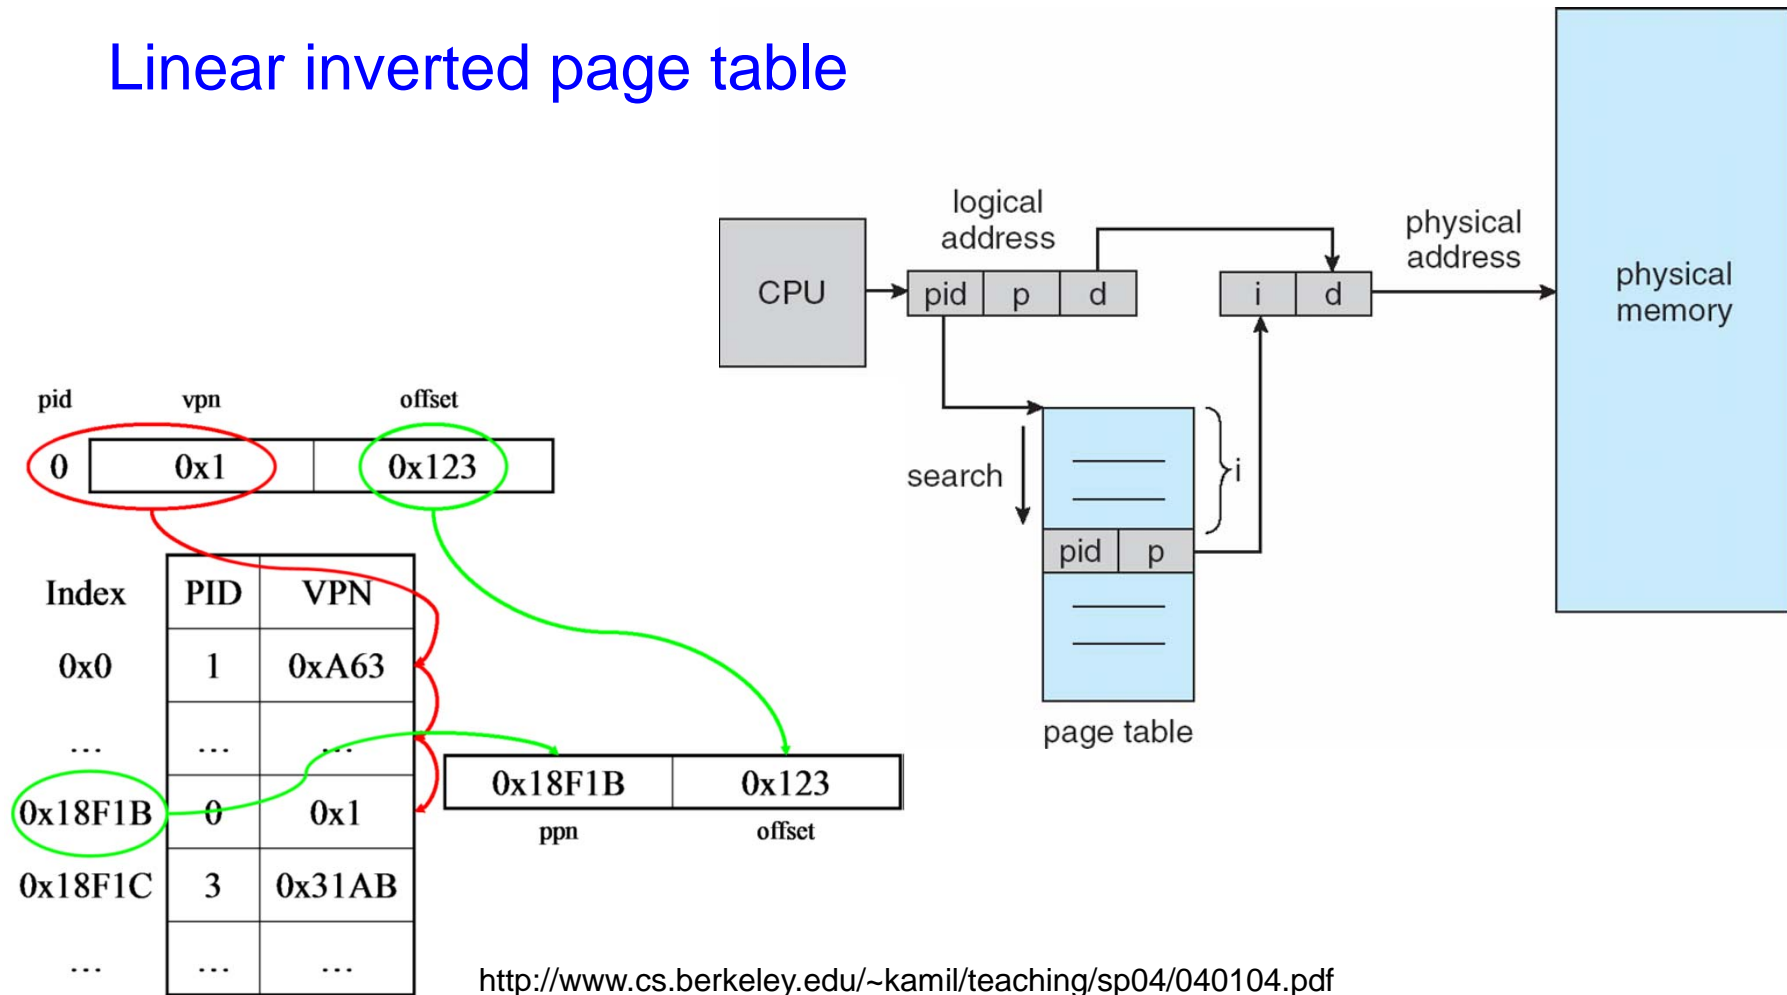 Linear inverted page table
logical
address
physical
address
CPU
pid p d
i d
physical
memory
search
i
pid p
page table
pid vpn offset
0 0x1 0x123
Index PID VPN
0x0 1 0xA63
... ... ...
0x18F1B 0 0x1
0x18F1C 3 0x31AB
... ... ...
0x18F1B 0x123
ppn offset
http://www.cs.berkeley.edu/~kamil/teaching/sp04/040104.pdf